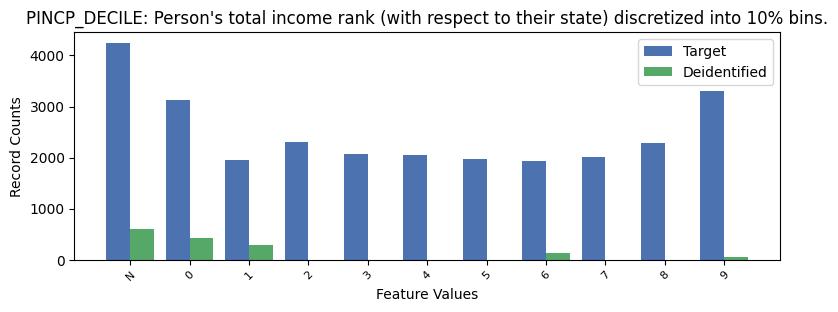 PINCP_DECILE: Person's total income rank (with respect to their state) discretized into 10% bins.
Target
Deidentified
Record Counts
4000
3000
2000
1000
0
N 0 1 2 3 4 5 6 7 8 9
Feature Values